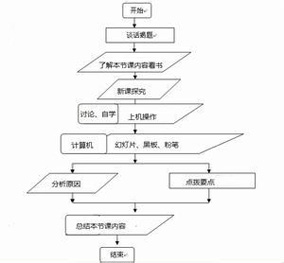 开始
谈话揭题
了解本节课内容看书
新课探究
讨论、自学 上机操作
计算机 幻灯片、黑板、粉笔
分析原因 点拨要点
总结本节课内容
结束